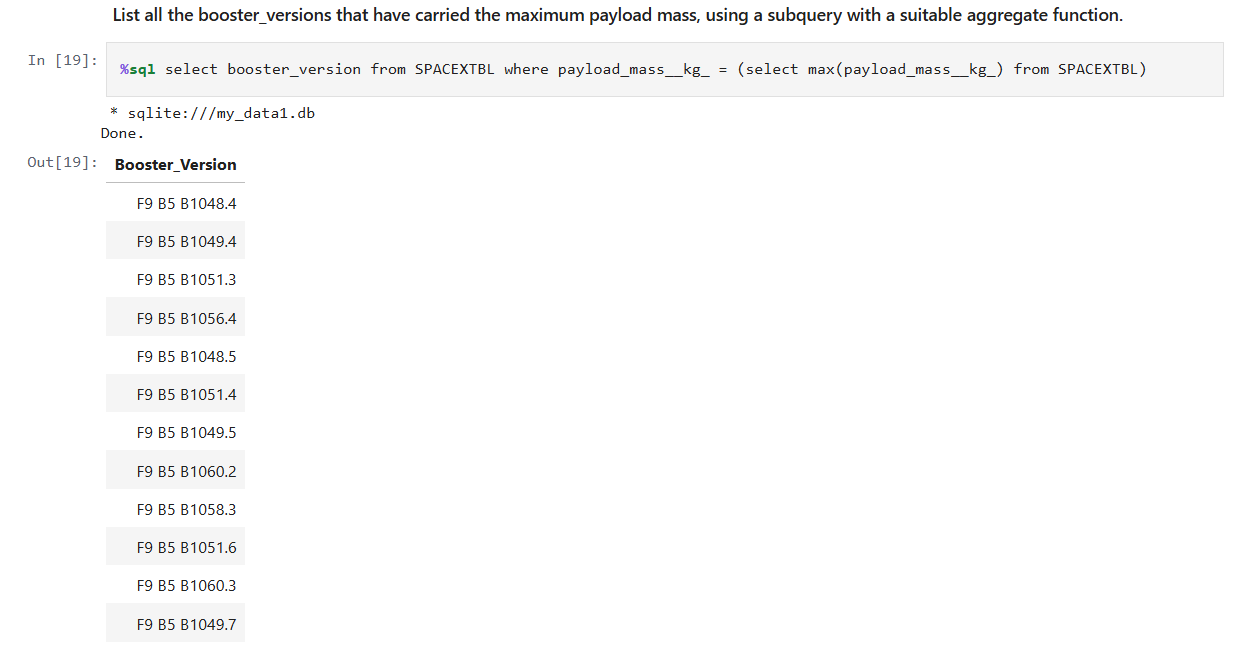 List all the booster_versions that have carried the maximum payload mass, using a subquery with a suitable aggregate function.
In [19]: %sql select booster_version from SPACEXTBL where payload_mass__kg_ = (select max(payload_mass__kg_) from SPACEXTBL)
* sqlite:///my_data1.db
Done.
Out[19]: Booster_Version
F9 B5 B1048.4
F9 B5 B1049.4
F9 B5 B1051.3
F9 B5 B1056.4
F9 B5 B1048.5
F9 B5 B1051.4
F9 B5 B1049.5
F9 B5 B1060.2
F9 B5 B1058.3
F9 B5 B1051.6
F9 B5 B1060.3
F9 B5 B1049.7